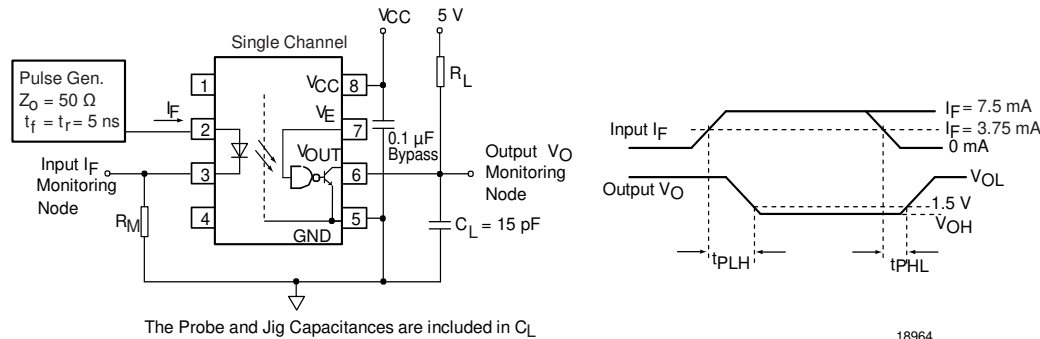 Single Channel
Pulse Gen.
Zo = 50 Ω
tf = tr = 5 ns
IF
Input IF
Monitoring
Node
RM
1
2
3
4
VCC
VE
VOUT
GND
8
7
6
5
VCC
5 V
RL
0.1 µF
Bypass
Output VO
Monitoring
Node
CL = 15 pF
The Probe and Jig Capacitances are included in CL
Input IF
IF = 7.5 mA
IF = 3.75 mA
0 mA
Output VO
VOL
1.5 V
VOH
tPLH
tPHL
18964